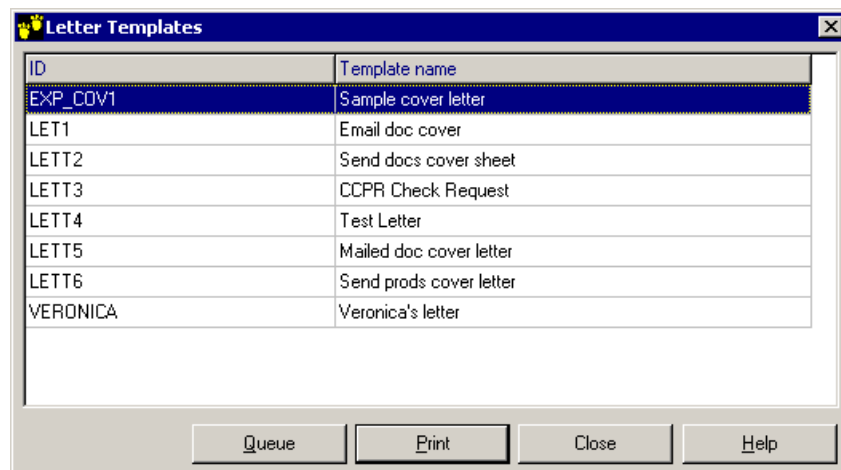 Letter Templates
ID Template name
EXP_COV1 Sample cover letter
LET1 Email doc cover
LETT2 Send docs cover sheet
LETT3 CCPR Check Request
LETT4 Test Letter
LETT5 Mailed doc cover letter
LETT6 Send prods cover letter
VERONICA Veronica's letter
Queue Print Close Help